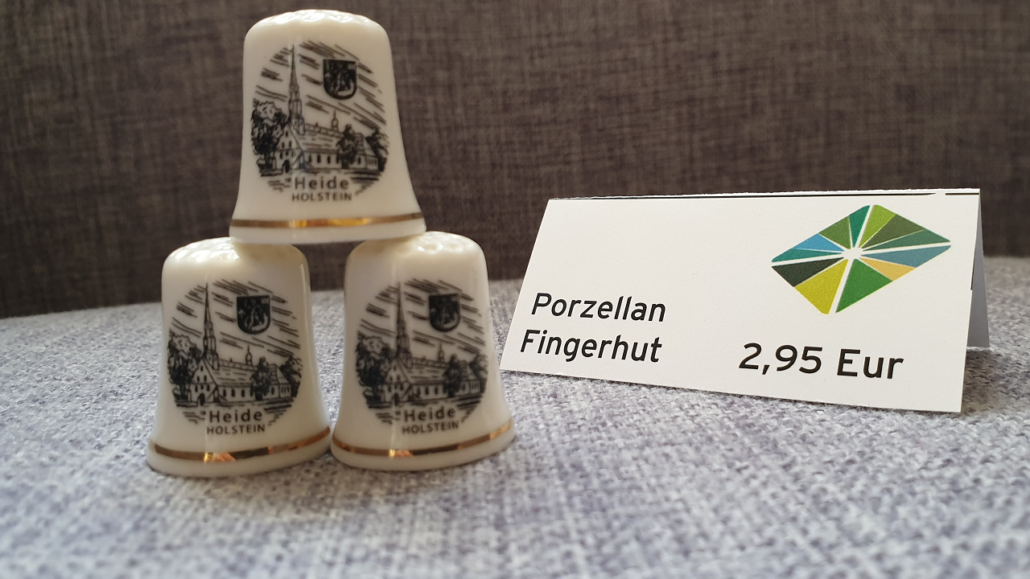 Heide
HOLSTEIN
Heide
HOLSTEIN
Heide
HOLSTEIN
Porzellan
Fingerhut
2,95 Eur